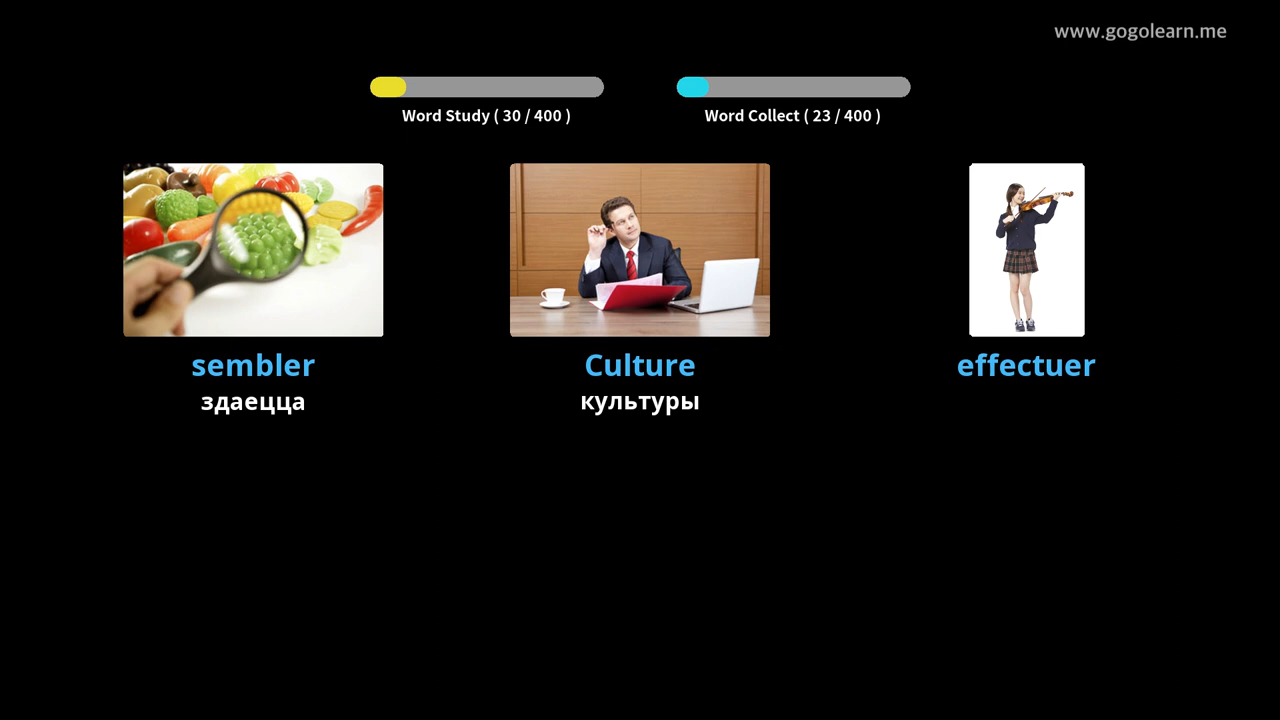 www.gogolearn.me
Word Study ( 30 / 400 )
Word Collect ( 23 / 400 )
sembler
здаецца
Culture
культуры
effectuer